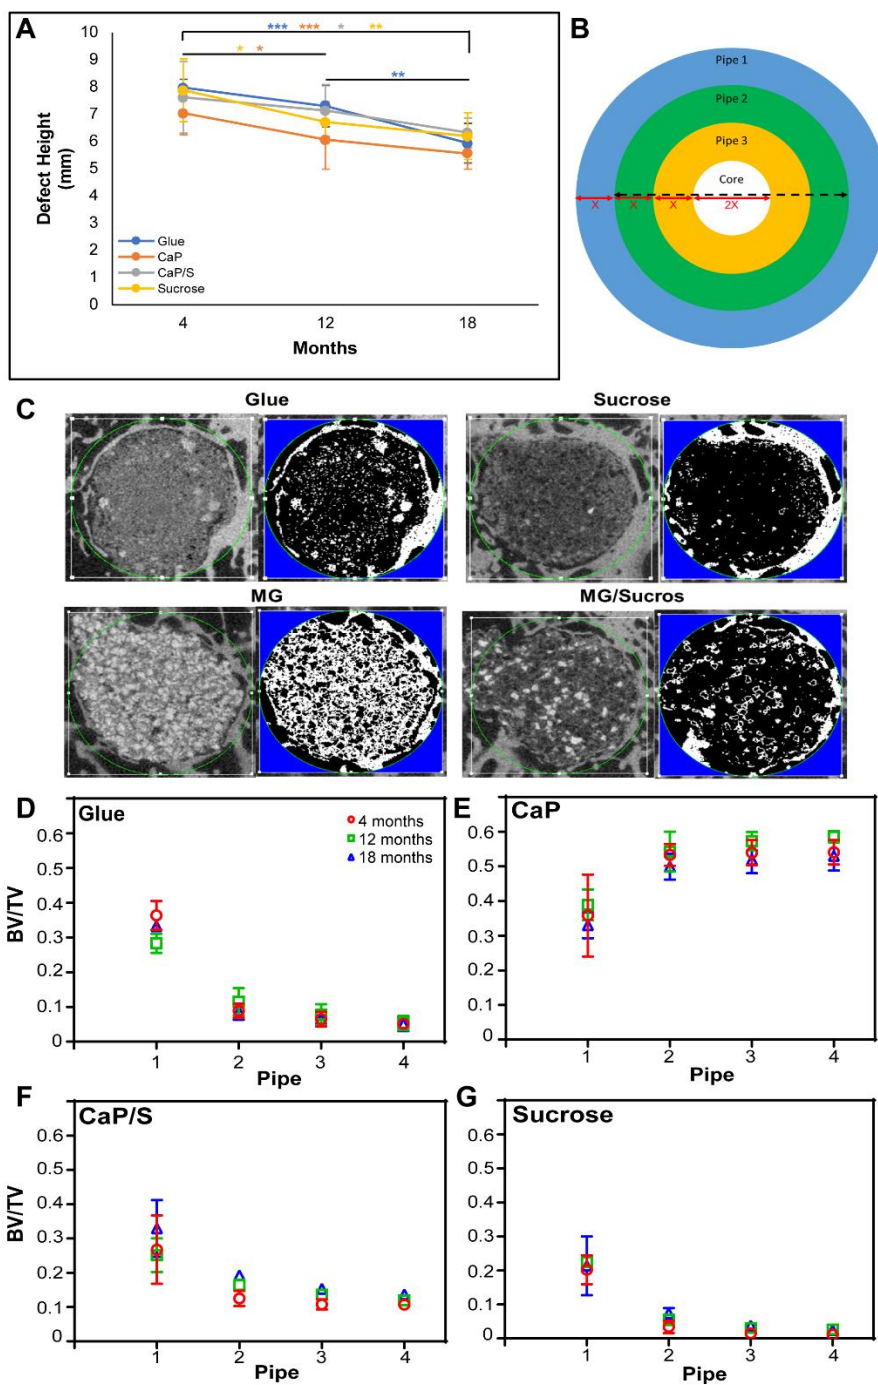 A
*** *** * **
* *
**
10
9
8
7
6
5
4
3
2
1
0
Defect Height
(mm)
Glue
CaP
CaP/S
Sucrose
4 12 18
Months
B
Pipe 1
Pipe 2
Pipe 3
Core
X X X 2X
C
Glue Sucrose
MG MG/Sucros
D
Glue
4 months
12 months
18 months
0.6
0.5
0.4
0.3
0.2
0.1
0
BV/TV
1 2 3 4
Pipe
E
CaP
0.6
0.5
0.4
0.3
0.2
0.1
0
1 2 3 4
Pipe
F
CaP/S
0.6
0.5
0.4
0.3
0.2
0.1
0
BV/TV
1 2 3 4
Pipe
G
Sucrose
0.6
0.5
0.4
0.3
0.2
0.1
0
1 2 3 4
Pipe